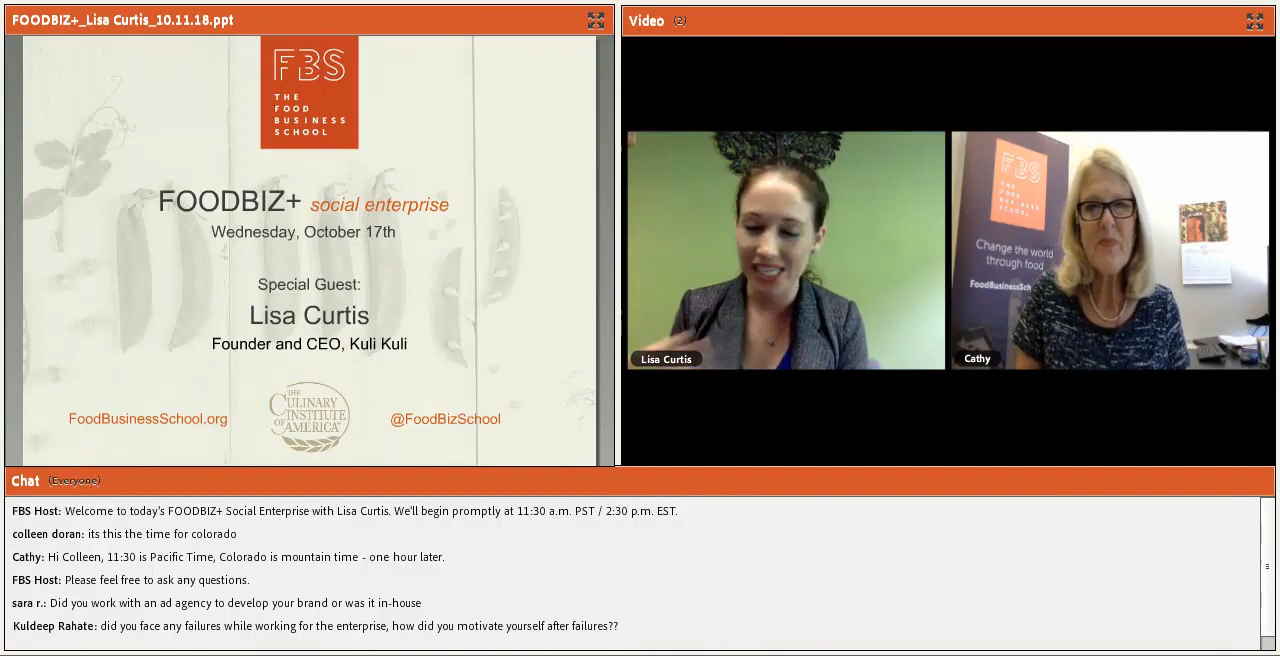 FOODBIZ+_Lisa Curtis_10.11.18.ppt
FBS
THE
FOOD
BUSINESS
SCHOOL
FOODBIZ+ social enterprise
Wednesday, October 17th
Special Guest:
Lisa Curtis
Founder and CEO, Kuli Kuli
FoodBusinessSchool.org
THE
CULINARY
INSTITUTE
OF AMERICA
@FoodBizSchool
Video (2)
Lisa Curtis
FBS
THE
FOOD
BUSINESS
SCHOOL
Change the world
through food
FoodBusinessSch
Cathy
Chat (Everyone)
FBS Host: Welcome to today's FOODBIZ+ Social Enterprise with Lisa Curtis. We'll begin promptly at 11:30 a.m. PST / 2:30 p.m. EST.
colleen doran: its this the time for colorado
Cathy: Hi Colleen, 11:30 is Pacific Time, Colorado is mountain time - one hour later.
FBS Host: Please feel free to ask any questions.
sara r.: Did you work with an ad agency to develop your brand or was it in-house
Kuldeep Rahate: did you face any failures while working for the enterprise, how did you motivate yourself after failures??